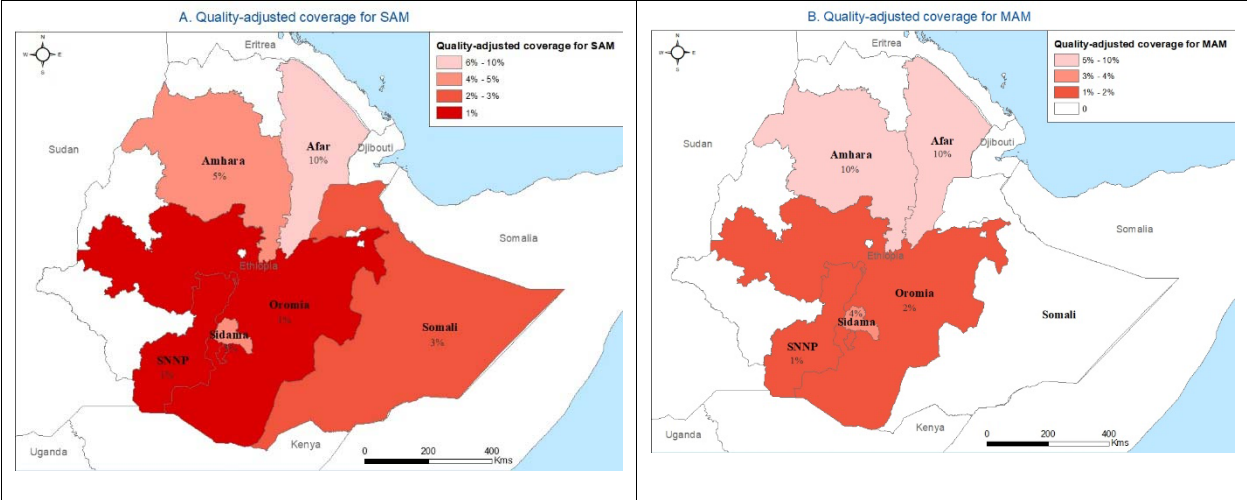 A. Quality-adjusted coverage for SAM
N
W
E
S
Eritrea
Quality-adjusted coverage for SAM
6% - 10%
4% - 5%
2% - 3%
1%
Sudan
Afar
10%
Djibouti
Amhara
5%
Somalia
Ethiopia
Oromia
1%
Sidama
Somali
3%
SNNP
1%
Kenya
Uganda
0 200 400
Kms
B. Quality-adjusted coverage for MAM
N
W
E
S
Eritrea
Quality-adjusted coverage for MAM
5% - 10%
3% - 4%
1% - 2%
0
Sudan
Afar
10%
Djibouti
Amhara
10%
Somalia
Ethiopia
Oromia
2%
4%
Sidama
Somali
SNNP
1%
Kenya
Uganda
0 200 400
Kms